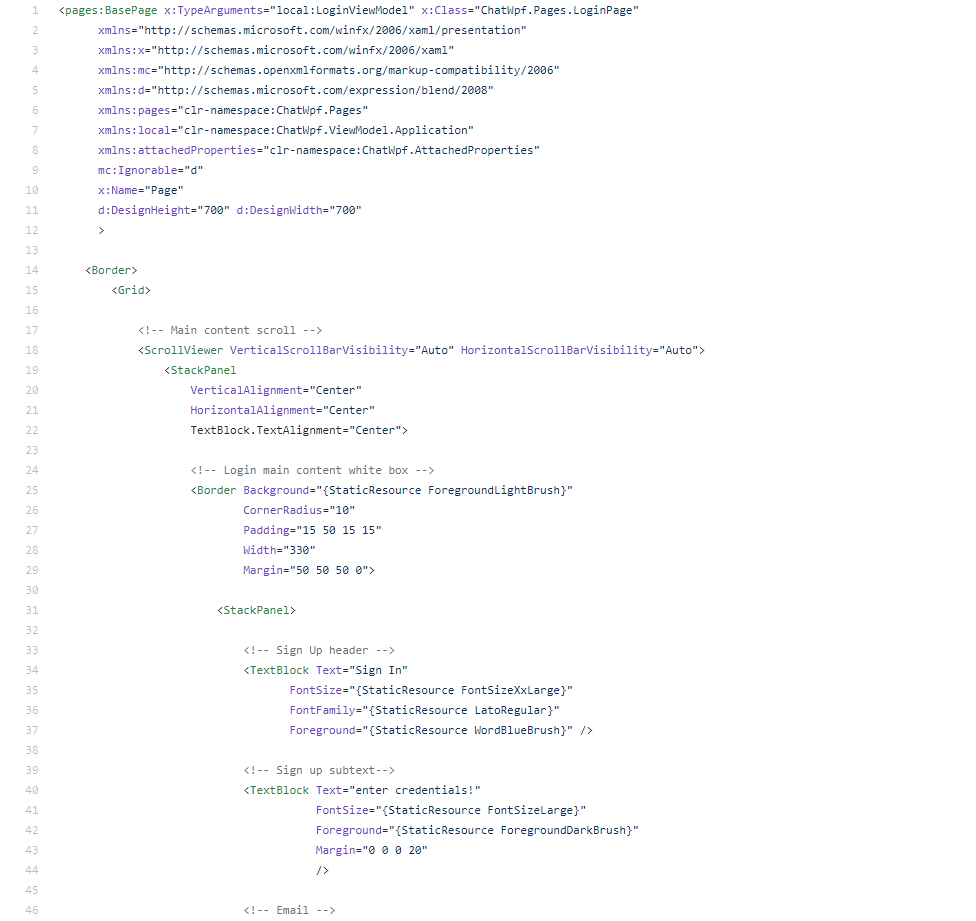 1 <pages:BasePage x:TypeArguments="local:LoginViewModel" x:Class="ChatWpf.Pages.LoginPage"
2 xmlns="http://schemas.microsoft.com/winfx/2006/xaml/presentation"
3 xmlns:x="http://schemas.microsoft.com/winfx/2006/xaml"
4 xmlns:mc="http://schemas.openxmlformats.org/markup-compatibility/2006"
5 xmlns:d="http://schemas.microsoft.com/expression/blend/2008"
6 xmlns:pages="clr-namespace:ChatWpf.Pages"
7 xmlns:local="clr-namespace:ChatWpf.ViewModel.Application"
8 xmlns:attachedProperties="clr-namespace:ChatWpf.AttachedProperties"
9 mc:Ignorable="d"
10 x:Name="Page"
11 d:DesignHeight="700" d:DesignWidth="700"
12 >
13
14 <Border>
15 <Grid>
16
17 <!-- Main content scroll -->
18 <ScrollViewer VerticalScrollBarVisibility="Auto" HorizontalScrollBarVisibility="Auto">
19 <StackPanel
20 VerticalAlignment="Center"
21 HorizontalAlignment="Center"
22 TextBlock.TextAlignment="Center">
23
24 <!-- Login main content white box -->
25 <Border Background="{StaticResource ForegroundLightBrush}"
26 CornerRadius="10"
27 Padding="15 50 15 15"
28 Width="330"
29 Margin="50 50 50 0">
30
31 <StackPanel>
32
33 <!-- Sign Up header -->
34 <TextBlock Text="Sign In"
35 FontSize="{StaticResource FontSizeXxLarge}"
36 FontFamily="{StaticResource LatoRegular}"
37 Foreground="{StaticResource WordBlueBrush}" />
38
39 <!-- Sign up subtext-->
40 <TextBlock Text="enter credentials!"
41 FontSize="{StaticResource FontSizeLarge}"
42 Foreground="{StaticResource ForegroundDarkBrush}"
43 Margin="0 0 0 20"
44 />
45
46 <!-- Email -->